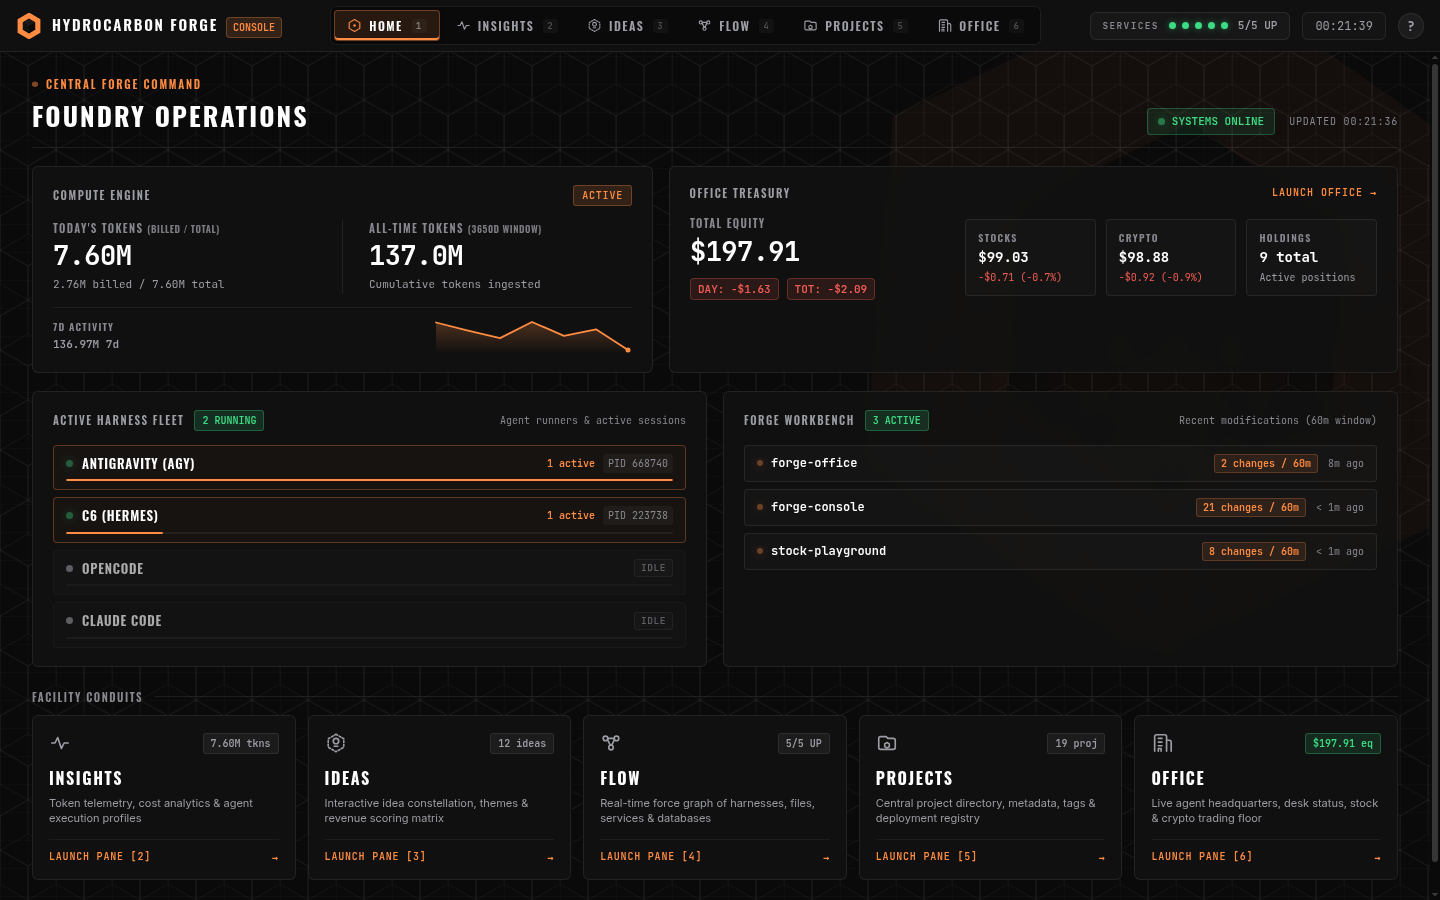 HYDROCARBON FORGE CONSOLE
HOME 1
INSIGHTS 2
IDEAS 3
FLOW 4
PROJECTS 5
OFFICE 6
SERVICES 5/5 UP
00:21:39
?
CENTRAL FORGE COMMAND
FOUNDRY OPERATIONS
SYSTEMS ONLINE
UPDATED 00:21:36
COMPUTE ENGINE
ACTIVE
TODAY'S TOKENS (BILLED / TOTAL)
7.60M
2.76M billed / 7.60M total
ALL-TIME TOKENS (3650D WINDOW)
137.0M
Cumulative tokens ingested
7D ACTIVITY
136.97M 7d
OFFICE TREASURY
LAUNCH OFFICE →
TOTAL EQUITY
$197.91
DAY: -$1.63
TOT: -$2.09
STOCKS
$99.03
-$0.71 (-0.7%)
CRYPTO
$98.88
-$0.92 (-0.9%)
HOLDINGS
9 total
Active positions
ACTIVE HARNESS FLEET
2 RUNNING
Agent runners & active sessions
ANTIGRAVITY (AGY)
1 active
PID 668740
C6 (HERMES)
1 active
PID 223738
OPENCODE
IDLE
CLAUDE CODE
IDLE
FORGE WORKBENCH
3 ACTIVE
Recent modifications (60m window)
forge-office
2 changes / 60m
8m ago
forge-console
21 changes / 60m
< 1m ago
stock-playground
8 changes / 60m
< 1m ago
FACILITY CONDUITS
7.60M tkns
INSIGHTS
Token telemetry, cost analytics & agent
execution profiles
LAUNCH PANE [2] →
12 ideas
IDEAS
Interactive idea constellation, themes &
revenue scoring matrix
LAUNCH PANE [3] →
5/5 UP
FLOW
Real-time force graph of harnesses, files,
services & databases
LAUNCH PANE [4] →
19 proj
PROJECTS
Central project directory, metadata, tags &
deployment registry
LAUNCH PANE [5] →
$197.91 eq
OFFICE
Live agent headquarters, desk status, stock
& crypto trading floor
LAUNCH PANE [6] →